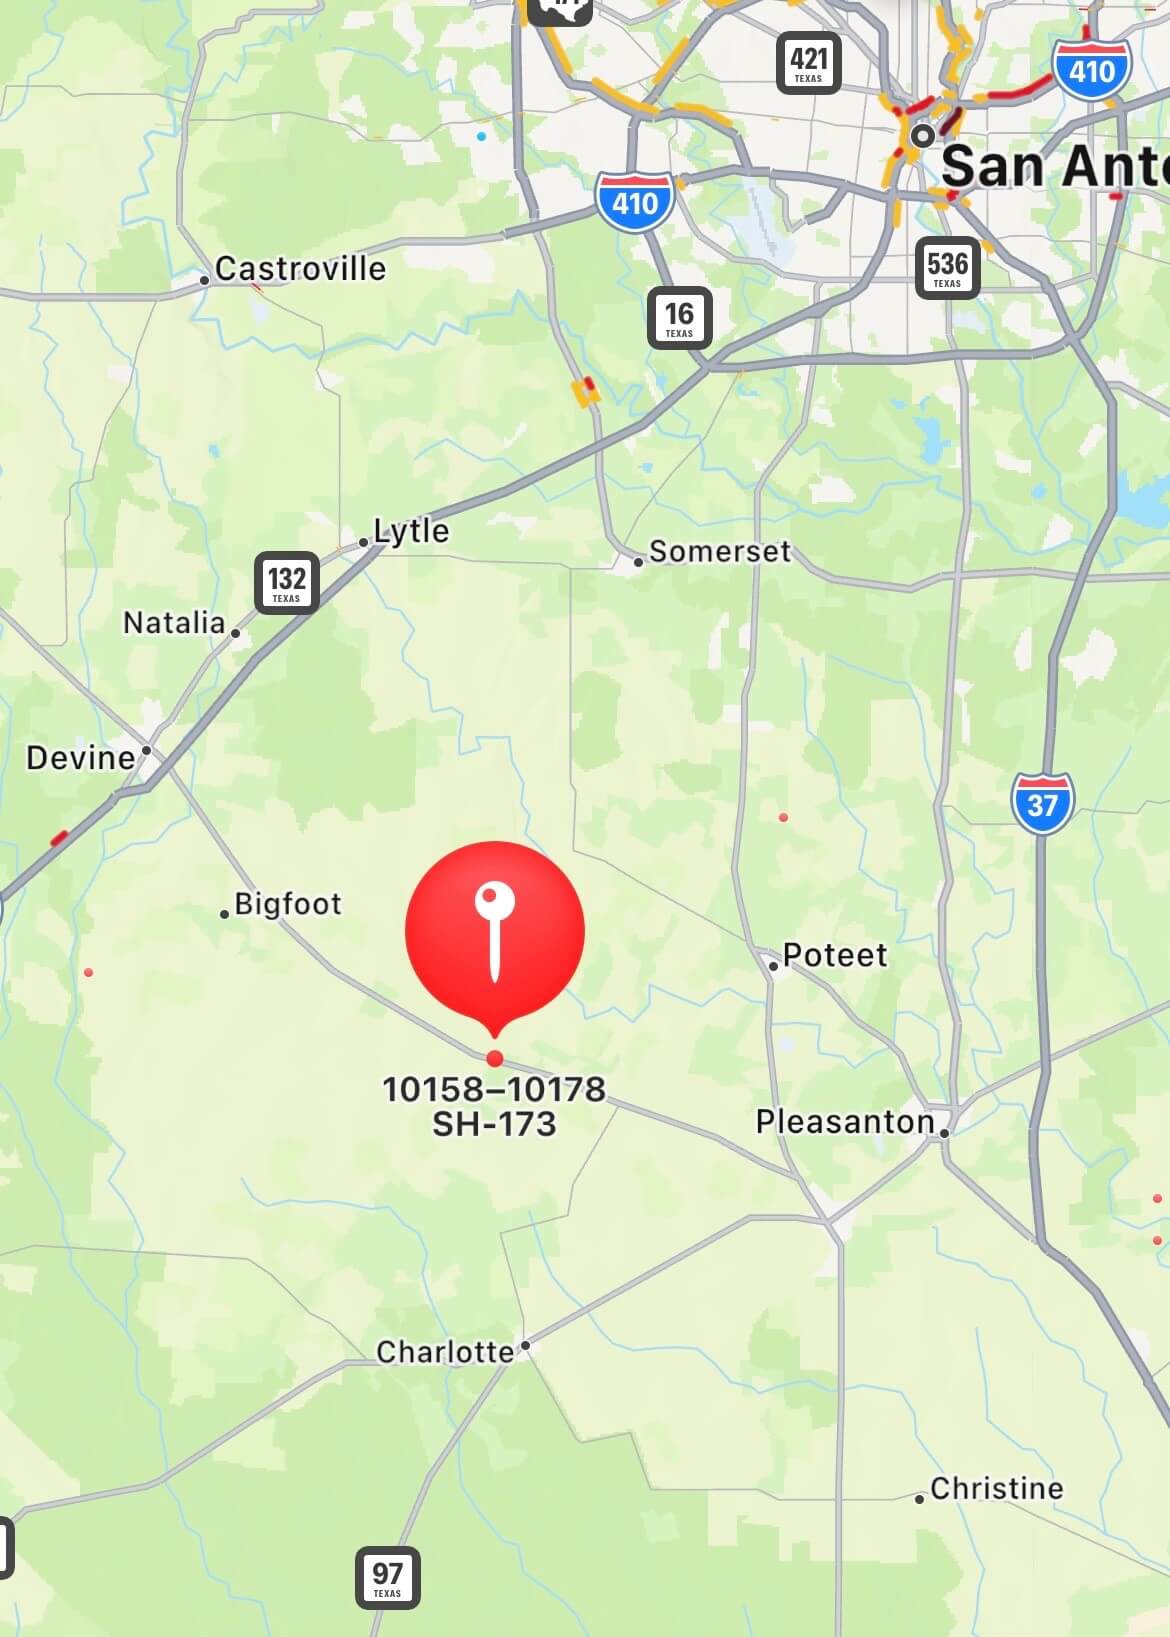 421
TEXAS
410
San Anto
410
536
TEXAS
Castroville
16
TEXAS
Lytle
Somerset
132
TEXAS
Natalia
Devine
37
Bigfoot
Poteet
10158–10178
SH-173
Pleasanton
Charlotte
Christine
97
TEXAS